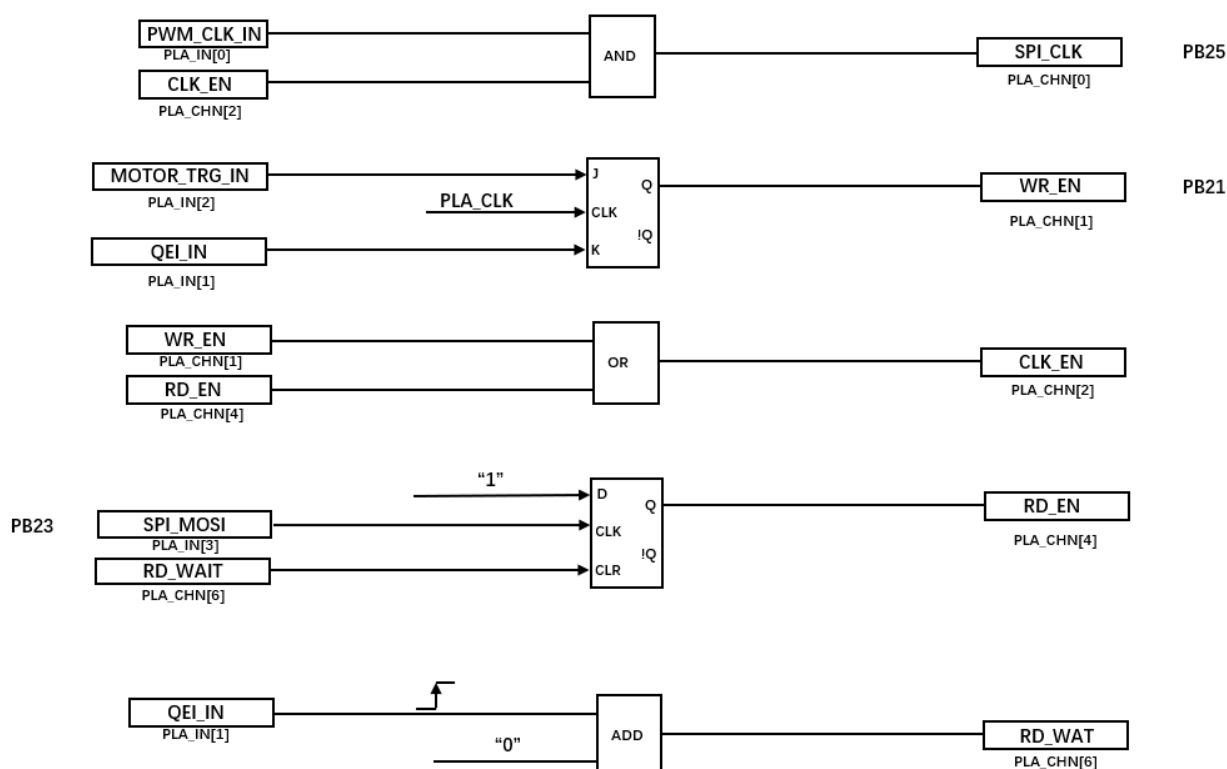 PWM_CLK_IN
PLA_IN[0]
CLK_EN
PLA_CHN[2]
AND
SPI_CLK
PLA_CHN[0]
PB25
MOTOR_TRG_IN
PLA_IN[2]
PLA_CLK
QEI_IN
PLA_IN[1]
J
Q
CLK
!Q
K
WR_EN
PLA_CHN[1]
PB21
WR_EN
PLA_CHN[1]
RD_EN
PLA_CHN[4]
OR
CLK_EN
PLA_CHN[2]
"1"
PB23
SPI_MOSI
PLA_IN[3]
RD_WAIT
PLA_CHN[6]
D
Q
CLK
!Q
CLR
RD_EN
PLA_CHN[4]
QEI_IN
PLA_IN[1]
"0"
ADD
RD_WAT
PLA_CHN[6]